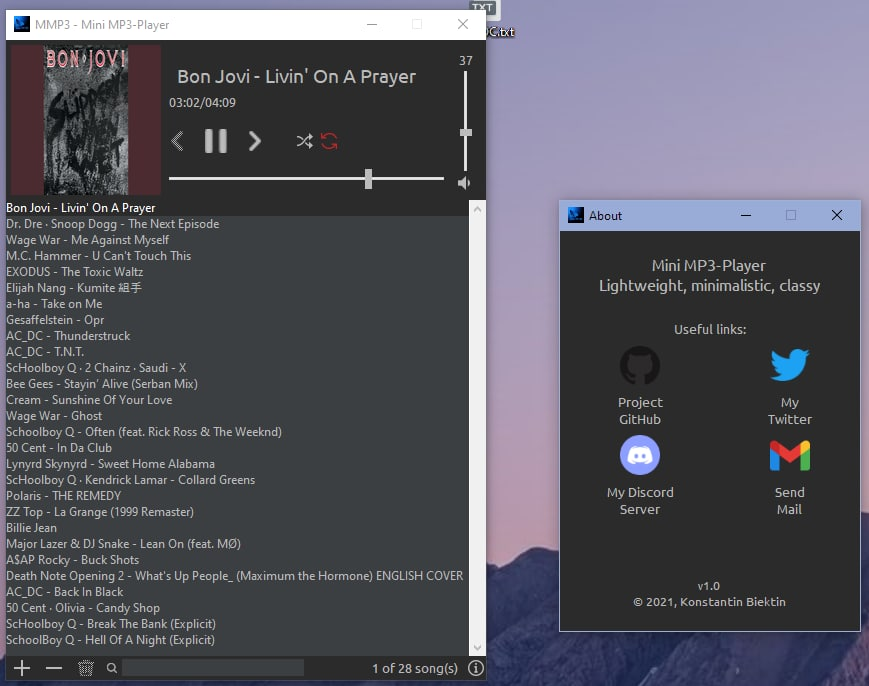 TXT
DC.txt
MMP3 - Mini MP3-Player
BON JOVI
Slippery
When
WET
37
Bon Jovi - Livin' On A Prayer
03:02/04:09
Bon Jovi - Livin' On A Prayer
Dr. Dre · Snoop Dogg - The Next Episode
Wage War - Me Against Myself
M.C. Hammer - U Can't Touch This
EXODUS - The Toxic Waltz
Elijah Nang - Kumite 組手
a-ha - Take on Me
Gesaffelstein - Opr
AC_DC - Thunderstruck
AC_DC - T.N.T.
ScHoolboy Q · 2 Chainz · Saudi - X
Bee Gees - Stayin' Alive (Serban Mix)
Cream - Sunshine Of Your Love
Wage War - Ghost
Schoolboy Q - Often (feat. Rick Ross & The Weeknd)
50 Cent - In Da Club
Lynyrd Skynyrd - Sweet Home Alabama
ScHoolboy Q · Kendrick Lamar - Collard Greens
Polaris - THE REMEDY
ZZ Top - La Grange (1999 Remaster)
Billie Jean
Major Lazer & DJ Snake - Lean On (feat. MØ)
A$AP Rocky - Buck Shots
Death Note Opening 2 - What's Up People_ (Maximum the Hormone) ENGLISH COVER
AC_DC - Back In Black
50 Cent · Olivia - Candy Shop
ScHoolboy Q - Break The Bank (Explicit)
SchoolBoy Q - Hell Of A Night (Explicit)
1 of 28 song(s)
About
Mini MP3-Player
Lightweight, minimalistic, classy
Useful links:
Project
GitHub
My
Twitter
My Discord
Server
Send
Mail
v1.0
© 2021, Konstantin Biektin